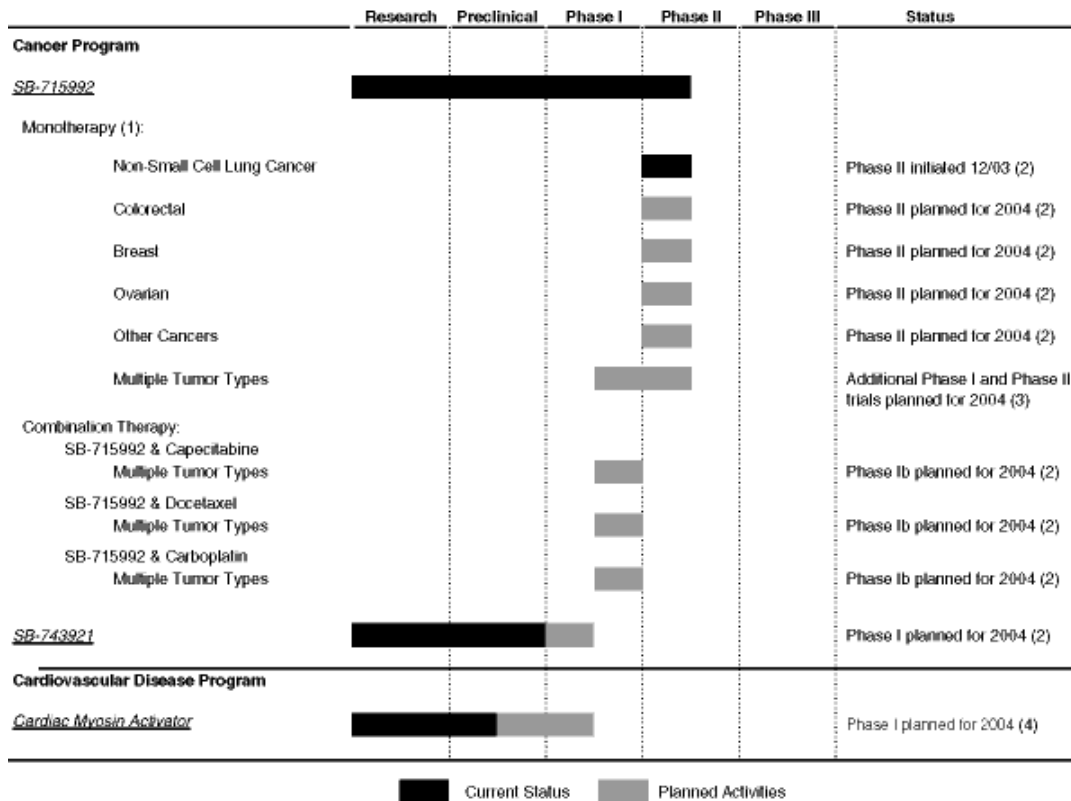 Research Preclinical Phase I Phase II Phase III Status
Cancer Program
SB-715992
Monotherapy (1):
Non-Small Cell Lung Cancer Phase II initiated 12/03 (2)
Colorectal Phase II planned for 2004 (2)
Breast Phase II planned for 2004 (2)
Ovarian Phase II planned for 2004 (2)
Other Cancers Phase II planned for 2004 (2)
Multiple Tumor Types Additional Phase I and Phase II
trials planned for 2004 (3)
Combination Therapy:
SB-715992 & Capecitabine
Multiple Tumor Types Phase Ib planned for 2004 (2)
SB-715992 & Docetaxel
Multiple Tumor Types Phase Ib planned for 2004 (2)
SB-715992 & Carboplatin
Multiple Tumor Types Phase Ib planned for 2004 (2)
SB-743921 Phase I planned for 2004 (2)
Cardiovascular Disease Program
Cardiac Myosin Activator Phase I planned for 2004 (4)
Current Status Planned Activities